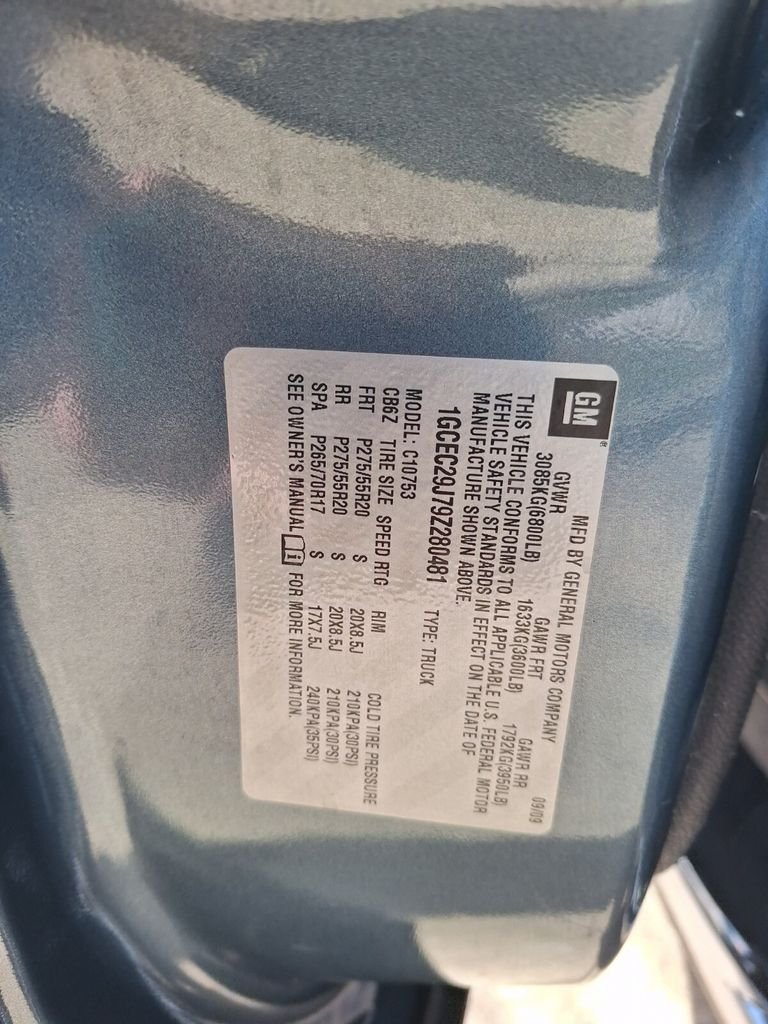 GM ®
MFD BY GENERAL MOTORS COMPANY 09/09
GVWR GAWR FRT GAWR RR
3085KG(6800LB) 1633KG(3600LB) 1792KG(3950LB)
THIS VEHICLE CONFORMS TO ALL APPLICABLE U.S. FEDERAL MOTOR
VEHICLE SAFETY STANDARDS IN EFFECT ON THE DATE OF
MANUFACTURE SHOWN ABOVE.
1GCEC29J79Z280481 TYPE: TRUCK
MODEL: C10753
CB6Z TIRE SIZE SPEED RTG RIM COLD TIRE PRESSURE
FRT P275/55R20 S 20X8.5J 210KPA(30PSI)
RR P275/55R20 S 20X8.5J 210KPA(30PSI)
SPA P265/70R17 S 17X7.5J 240KPA(35PSI)
SEE OWNER'S MANUAL FOR MORE INFORMATION.